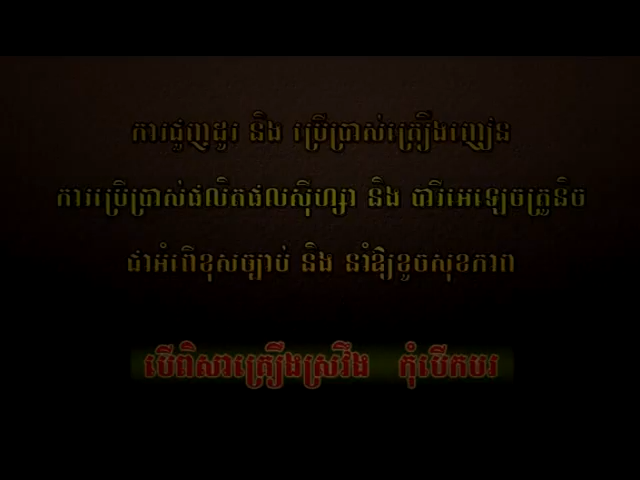 ការជួញដូរ និង ប្រើប្រាស់គ្រឿងញៀន
ការប្រើប្រាស់ផលិតផលស៊ីហ្សា និង បារីអេឡិចត្រូនិច
ជាអំពើខុសច្បាប់ និង នាំឱ្យខូចសុខភាព
បើពិសាគ្រឿងស្រវឹង កុំបើកបរ